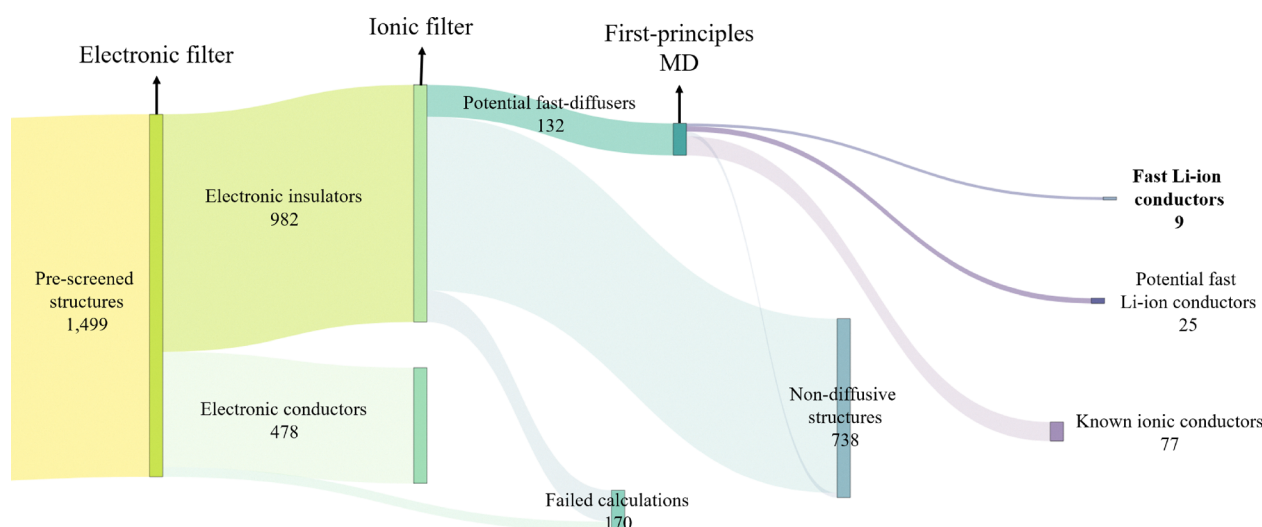 Electronic filter
Ionic filter
First-principles
MD
Potential fast-diffusers
132
Electronic insulators
982
Pre-screened
structures
1,499
Electronic conductors
478
Failed calculations
170
Non-diffusive
structures
738
Fast Li-ion
conductors
9
Potential fast
Li-ion conductors
25
Known ionic conductors
77